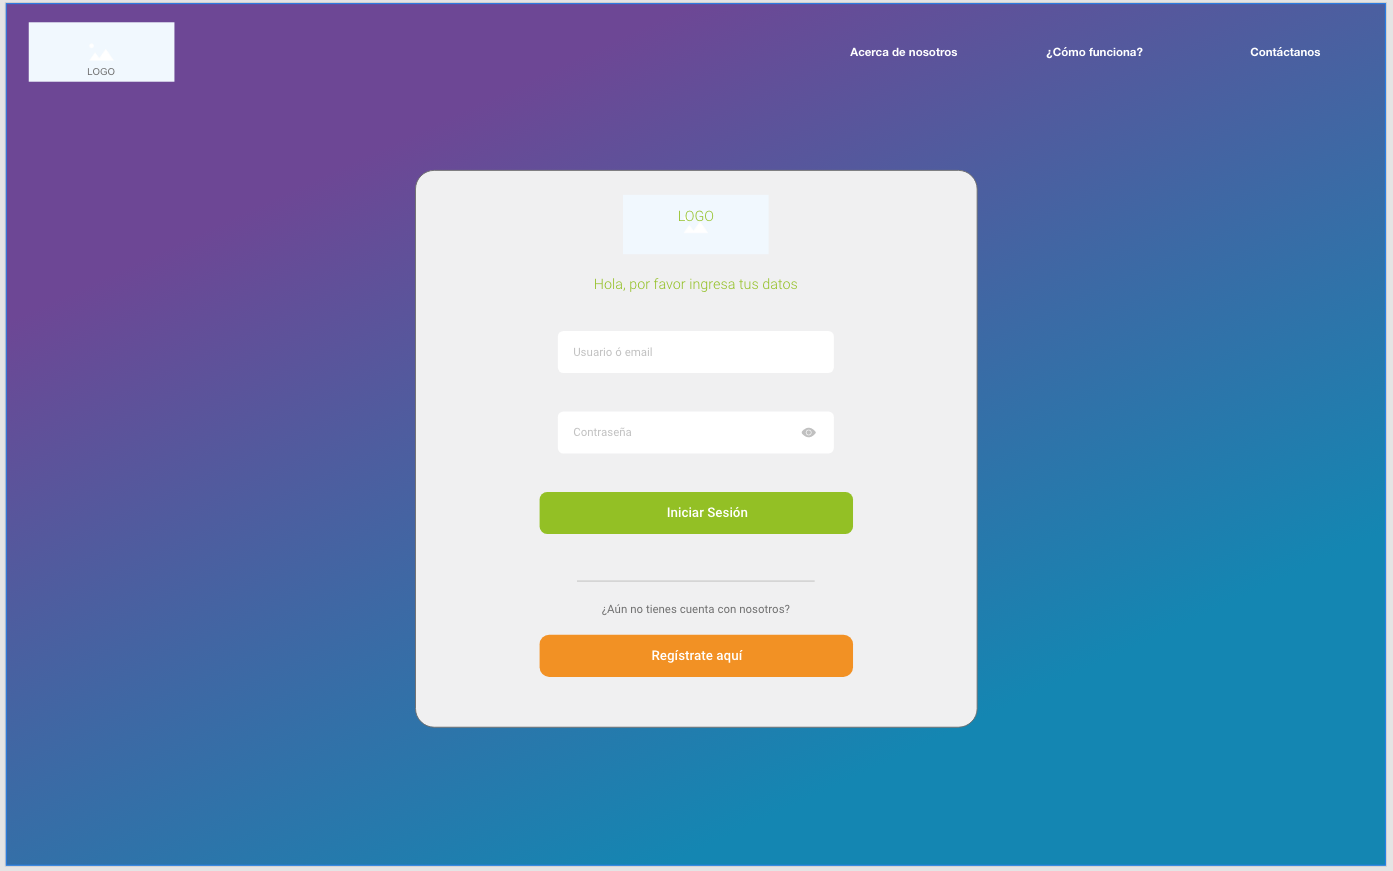 LOGO
Acerca de nosotros
¿Cómo funciona?
Contáctanos
LOGO
Hola, por favor ingresa tus datos
Usuario ó email
Contraseña
Iniciar Sesión
¿Aún no tienes cuenta con nosotros?
Regístrate aquí